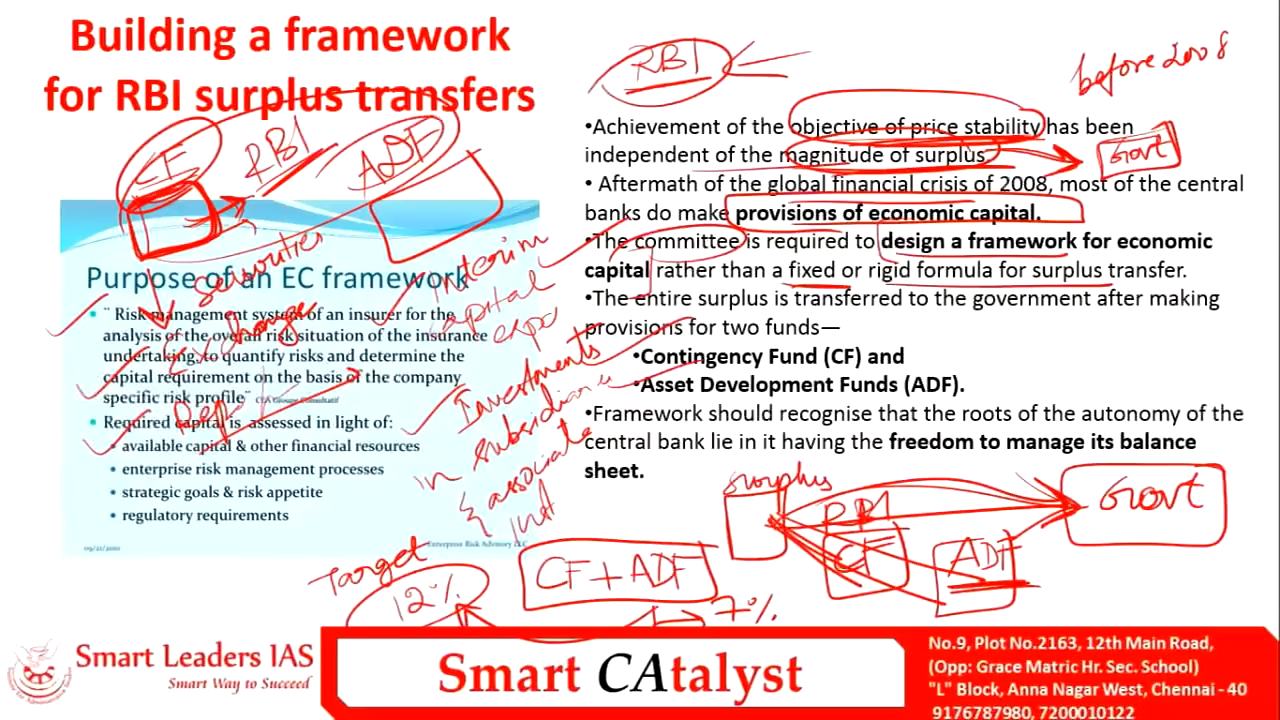 Building a framework
for RBI surplus transfers
RBI
before 2008
•Achievement of the objective of price stability has been
independent of the magnitude of surplus.
Govt
• Aftermath of the global financial crisis of 2008, most of the central
banks do make provisions of economic capital.
•The committee is required to design a framework for economic
capital rather than a fixed or rigid formula for surplus transfer.
•The entire surplus is transferred to the government after making
provisions for two funds—
•Contingency Fund (CF) and
•Asset Development Funds (ADF).
•Framework should recognise that the roots of the autonomy of the
central bank lie in it having the freedom to manage its balance
sheet.
CF
RBI
ADF
Securities
Exchanges
Interim
capital
expo
Investments
in subsidiaries
& associate
inst
Purpose of an EC framework
¨ Risk management system of an insurer for the
analysis of the overall risk situation of the insurance
undertaking, to quantify risks and determine the
capital requirement on the basis of the company
specific risk profile¨
Required capital is assessed in light of:
• available capital & other financial resources
• enterprise risk management processes
• strategic goals & risk appetite
• regulatory requirements
Enterprise Risk Advisory LLC
surplus
RBI
CF
ADF
Govt
Target
12%
CF + ADF
7%
Smart Leaders IAS
Smart Way to Succeed
Smart CAtalyst
No.9, Plot No.2163, 12th Main Road,
(Opp: Grace Matric Hr. Sec. School)
"L" Block, Anna Nagar West, Chennai - 40
9176787980, 7200010122